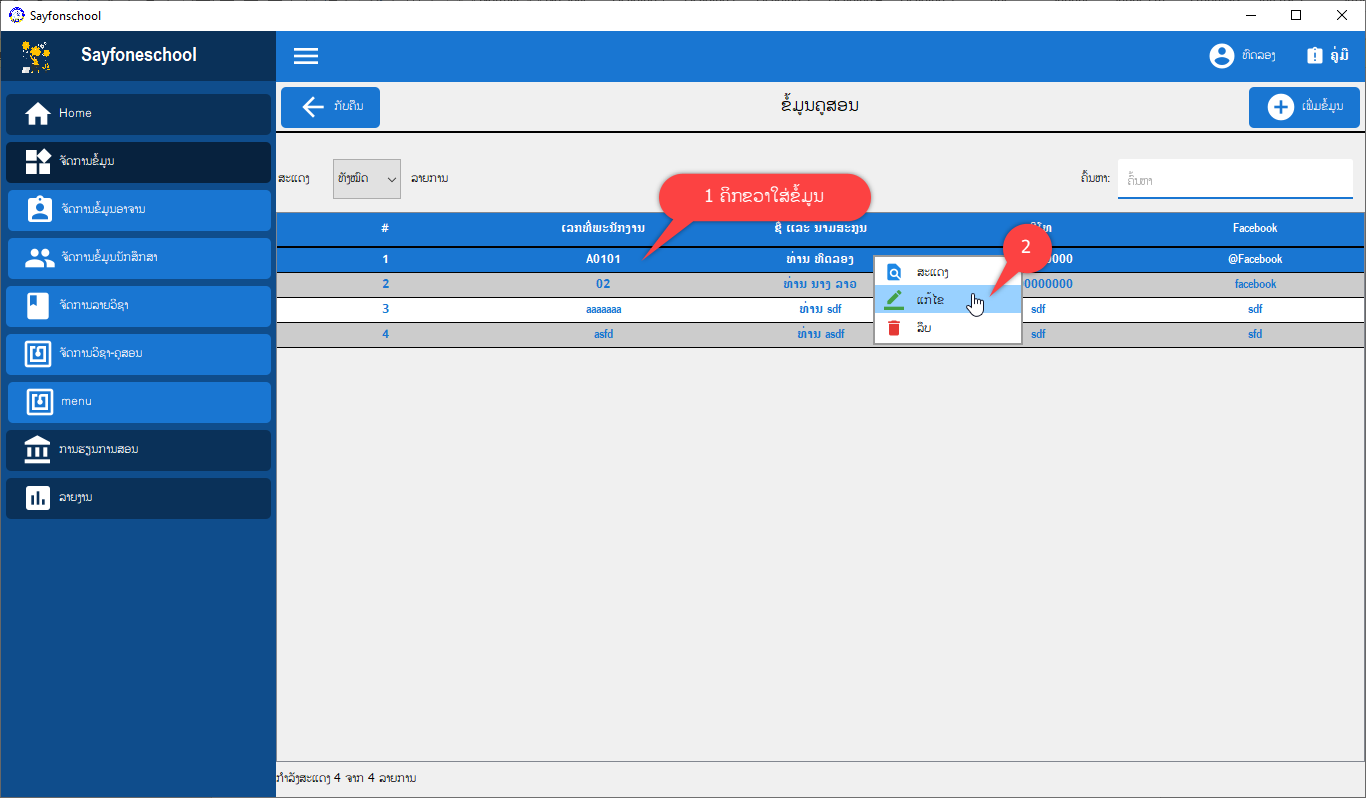 Sayfonschool
Sayfoneschool
ທົດລອງ
ຄູ່ມື
Home
ຈັດການຂໍ້ມູນ
ຈັດການຂໍ້ມູນອາຈານ
ຈັດການຂໍ້ມູນນັກສຶກສາ
ຈັດການລາຍວິຊາ
ຈັດການວິຊາ-ຄູສອນ
menu
ການຮຽນການສອນ
ລາຍງານ
ກັບຄືນ
ຂໍ້ມູນຄູສອນ
ເພີ່ມຂໍ້ມູນ
ສະແດງ ທັງໝົດ ລາຍການ
ຄົ້ນຫາ: ຄົ້ນຫາ
1 ຄິກຂວາໃສ່ຂໍ້ມູນ
2
# ເລກທີ່ພະນັກງານ ຊື່ ແລະ ນາມສະກຸນ Facebook
1 A0101 ທ່ານ ທົດລອງ 0000 @Facebook
2 02 ທ່ານ ນາງ ລາວ 0000000 facebook
3 aaaaaaa ທ່ານ sdf sdf sdf
4 asfd ທ່ານ asdf sdf sfd
ສະແດງ
ແກ້ໄຂ
ລຶບ
ກຳລັງສະແດງ 4 ຈາກ 4 ລາຍການ